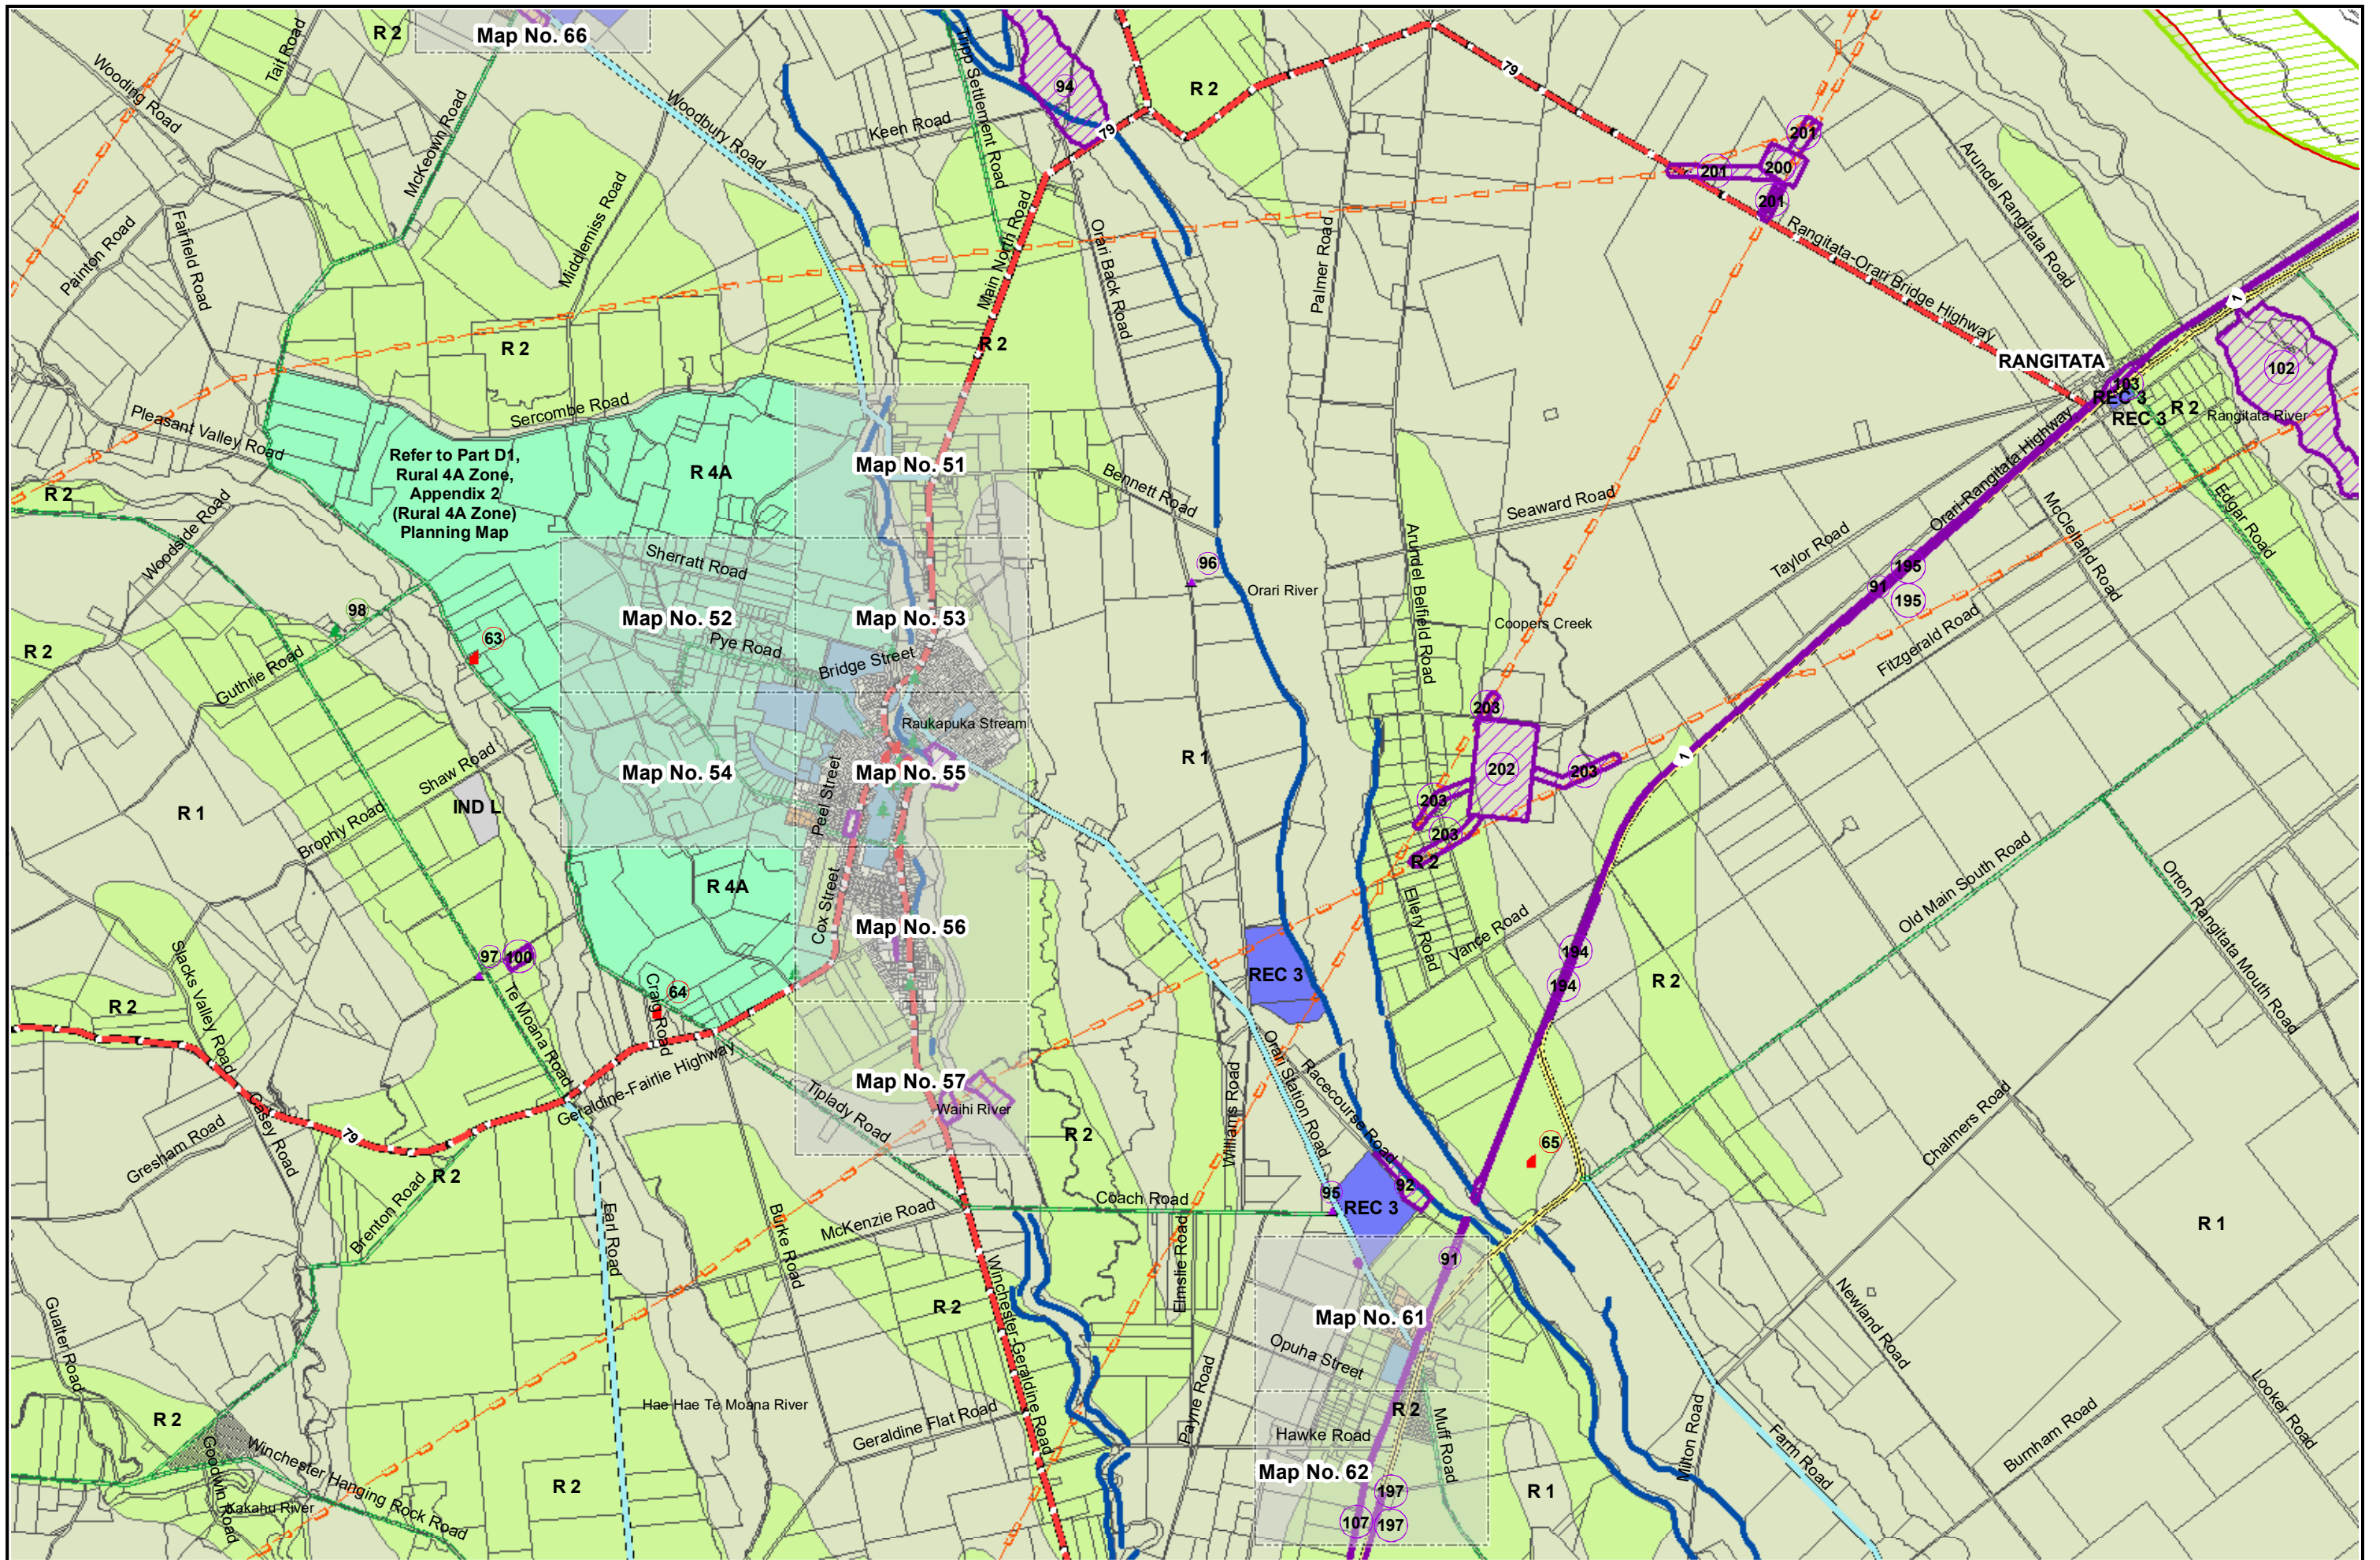 R 2
Map No. 66
Tait Road
Wooding Road
McKeown Road
Woodbury Road
Keen Road
Tripp Settlement Road
94
79
R 2
79
201
200
201
201
Arundel Rangitata Road
Rangitata-Orari Bridge Highway
Painton Road
Fairfield Road
Middlemiss Road
Main North Road
Orari Back Road
Palmer Road
1
R 2
R 2
RANGITATA
103
REC 3
REC 3
R 2
102
Rangitata River
Pleasant Valley Road
Sercombe Road
Refer to Part D1,
Rural 4A Zone,
Appendix 2
(Rural 4A Zone)
Planning Map
R 4A
Map No. 51
Bennett Road
Seaward Road
Orari-Rangitata Highway
McClelland Road
Edgar Road
R 2
Woodside Road
Sherratt Road
96
Orari River
Arundel Belfield Road
Taylor Road
195
91
195
98
63
Map No. 52
Map No. 53
Coopers Creek
Fitzgerald Road
R 2
Guthrie Road
Pye Road
Bridge Street
203
Raukapuka Stream
R 1
1
Shaw Road
Map No. 54
Map No. 55
202
203
203
203
R 2
R 1
IND L
Brophy Road
Peel Street
Old Main South Road
Orton Rangitata Mouth Road
R 4A
Cox Street
Map No. 56
Ellery Road
Vance Road
194
194
R 2
97
100
Slacks Valley Road
REC 3
R 2
Te Moana Road
64
Craig Road
Geraldine-Fairlie Highway
Map No. 57
Waihi River
Tiplady Road
Williams Road
Orari Station Road
Racecourse Road
Casey Road
79
Gresham Road
R 2
R 2
65
Chalmers Road
Brenton Road
Earl Road
Burke Road
McKenzie Road
Coach Road
95
REC 3
92
R 1
Elmslie Road
91
Gualter Road
Winchester-Geraldine Road
R 2
Map No. 61
Opuha Street
Newland Road
Looker Road
Payne Road
Hae Hae Te Moana River
R 2
R 2
Muff Road
Milton Road
Farm Road
Burnham Road
Geraldine Flat Road
Hawke Road
Goodwin Road
Winchester Hanging Rock Road
Kakahu River
R 2
Map No. 62
197
107
197
R 1